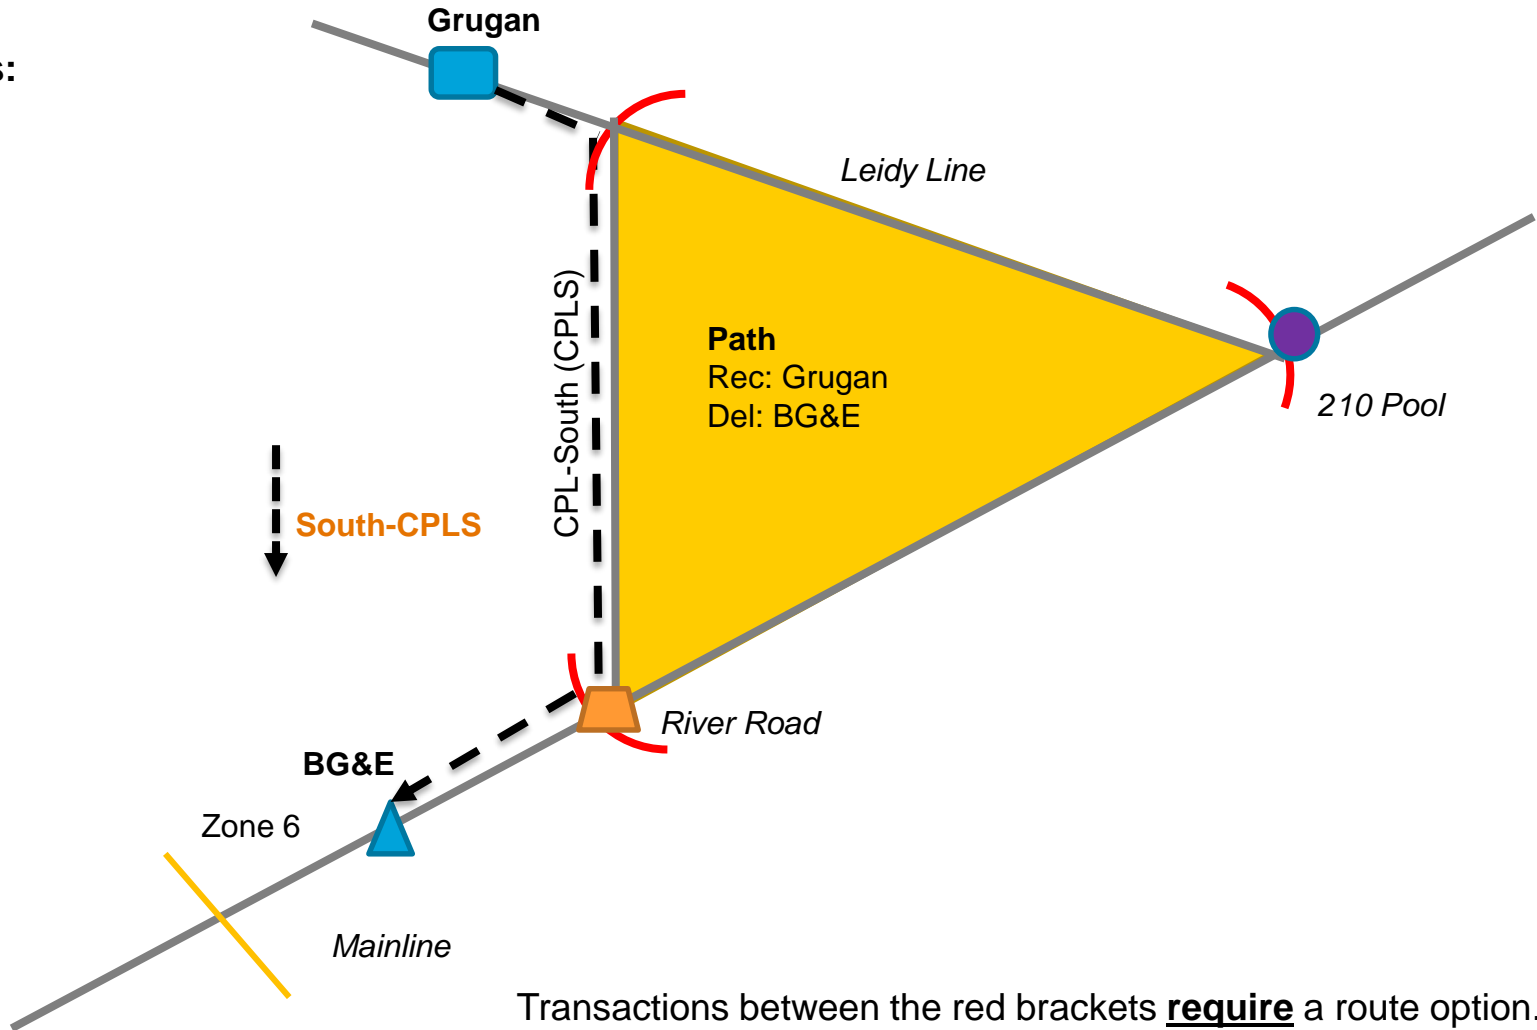 Grugan
s:
Leidy Line
CPL-South (CPLS)
Path
Rec: Grugan
Del: BG&E
210 Pool
South-CPLS
River Road
BG&E
Zone 6
Mainline
Transactions between the red brackets require a route option.